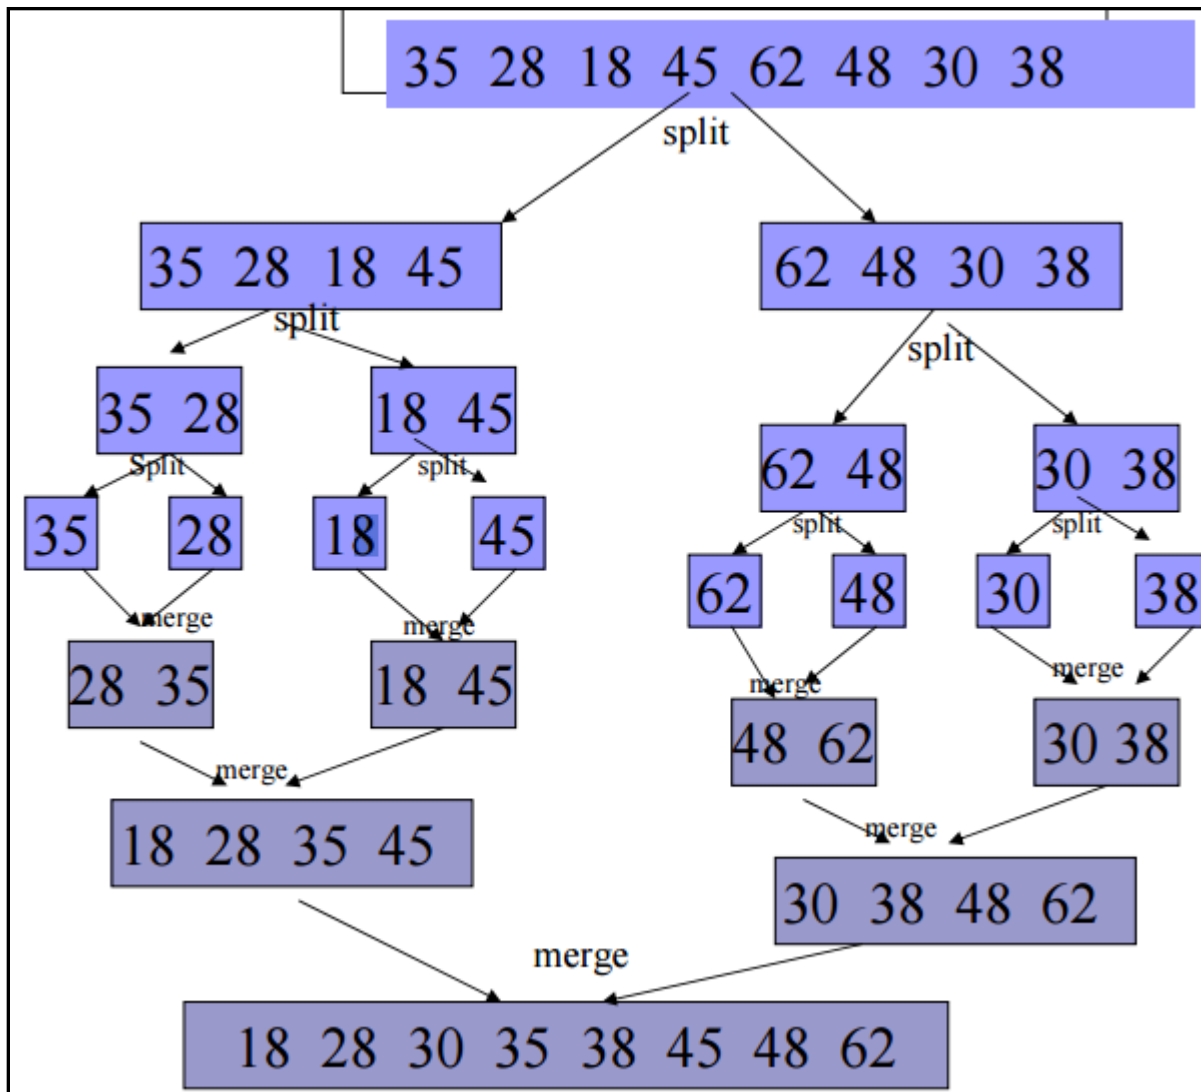 35 28 18 45 62 48 30 38
split
35 28 18 45
62 48 30 38
split
split
35 28
18 45
62 48
30 38
Split
split
split
split
35
28
18
45
62
48
30
38
merge
merge
merge
merge
28 35
18 45
48 62
30 38
merge
merge
18 28 35 45
30 38 48 62
merge
18 28 30 35 38 45 48 62